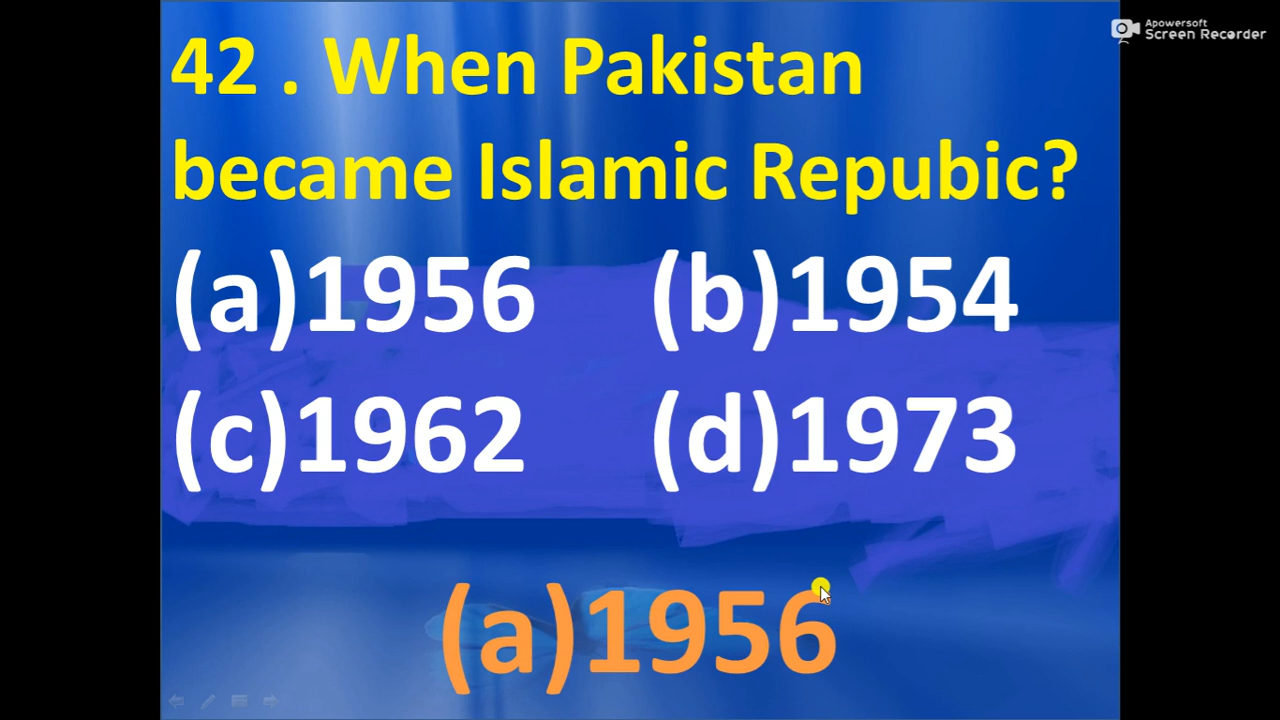 Apowersoft
Screen Recorder
42 . When Pakistan
became Islamic Repubic?
(a)1956 (b)1954
(c)1962 (d)1973
(a)1956